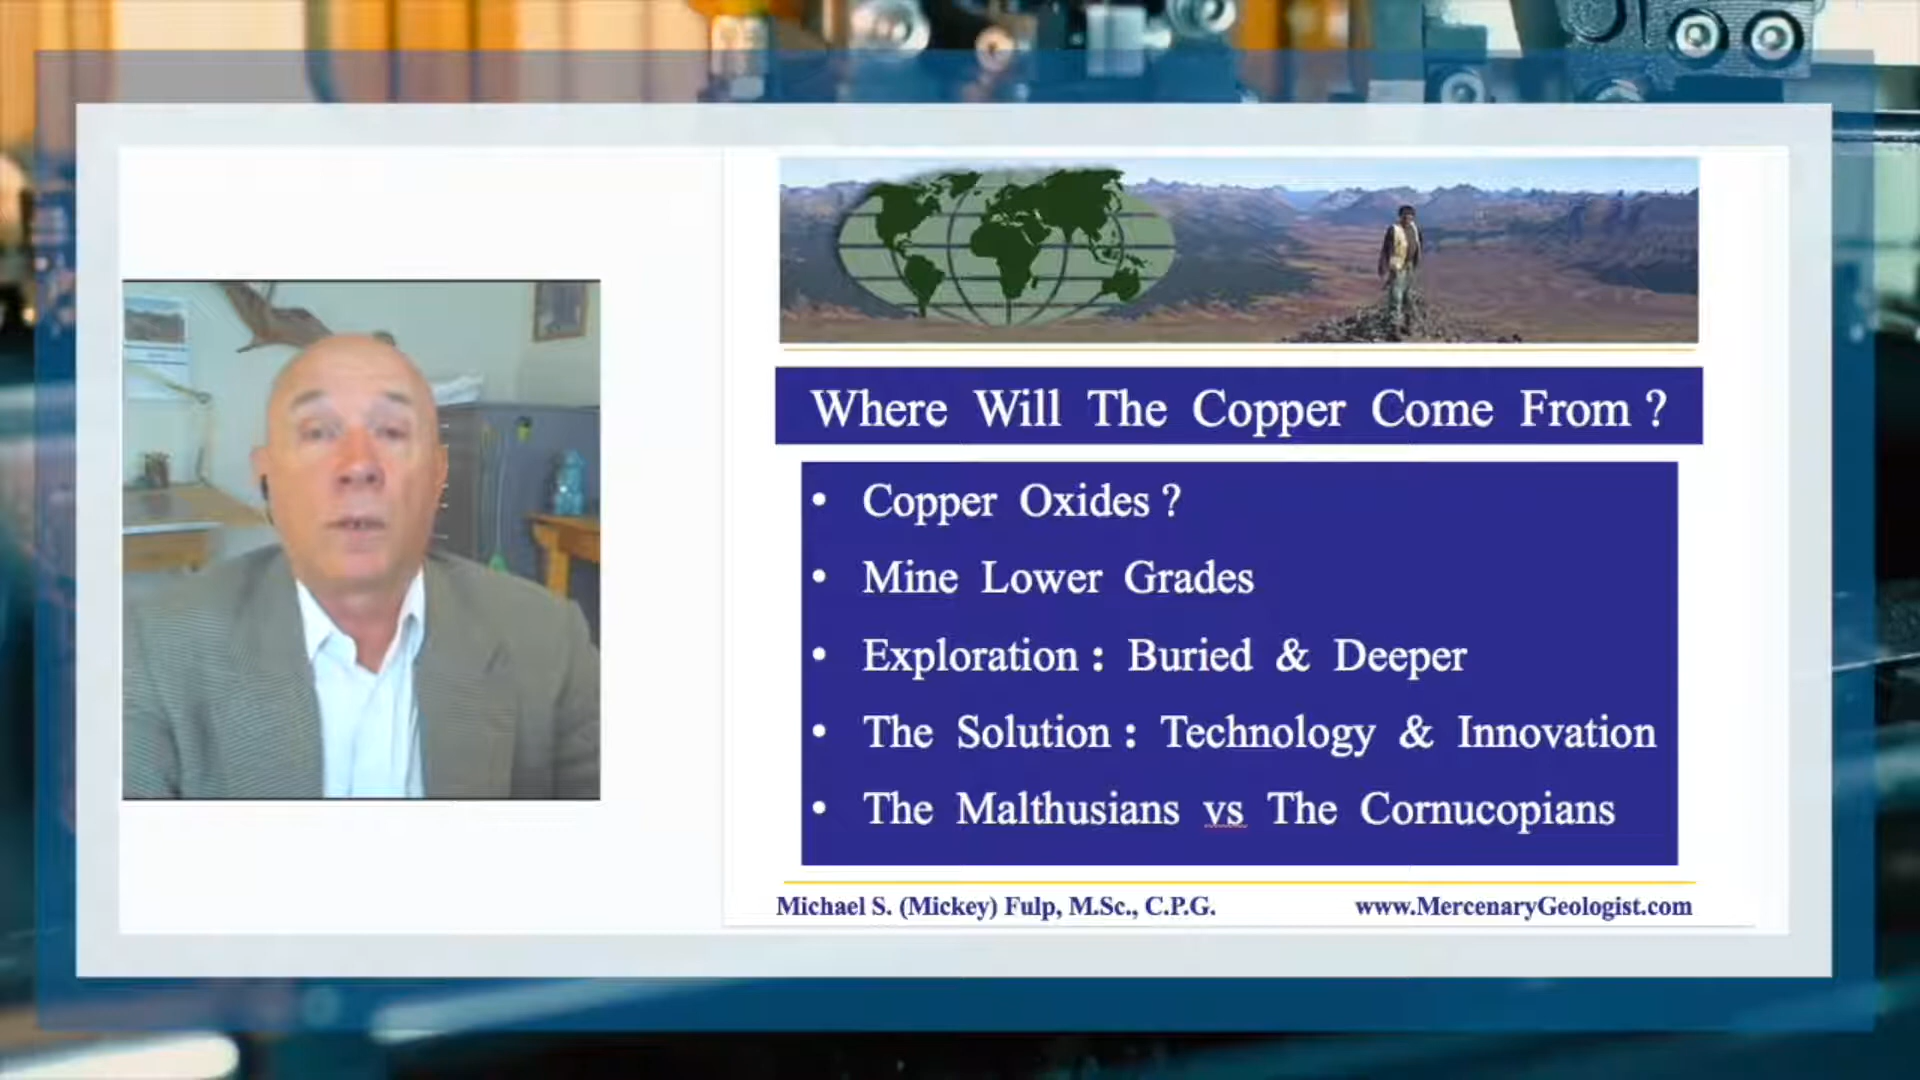 Where Will The Copper Come From ?
• Copper Oxides ?
• Mine Lower Grades
• Exploration : Buried & Deeper
• The Solution : Technology & Innovation
• The Malthusians vs The Cornucopians
Michael S. (Mickey) Fulp, M.Sc., C.P.G.
www.MercenaryGeologist.com